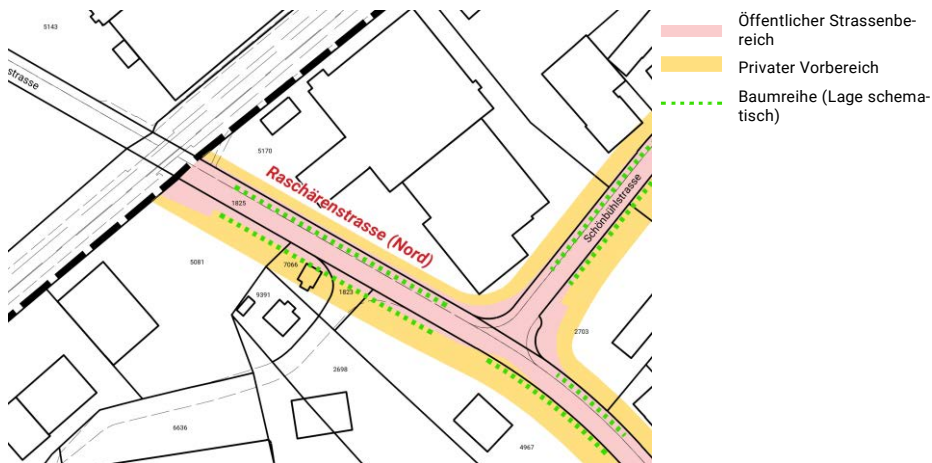 5143
strasse
5170
Raschärenstrasse (Nord)
1825
Schönbühlstrasse
5081
7066
9391
1823
2703
2698
6636
4967
Öffentlicher Strassenbe-
reich
Privater Vorbereich
Baumreihe (Lage schema-
tisch)